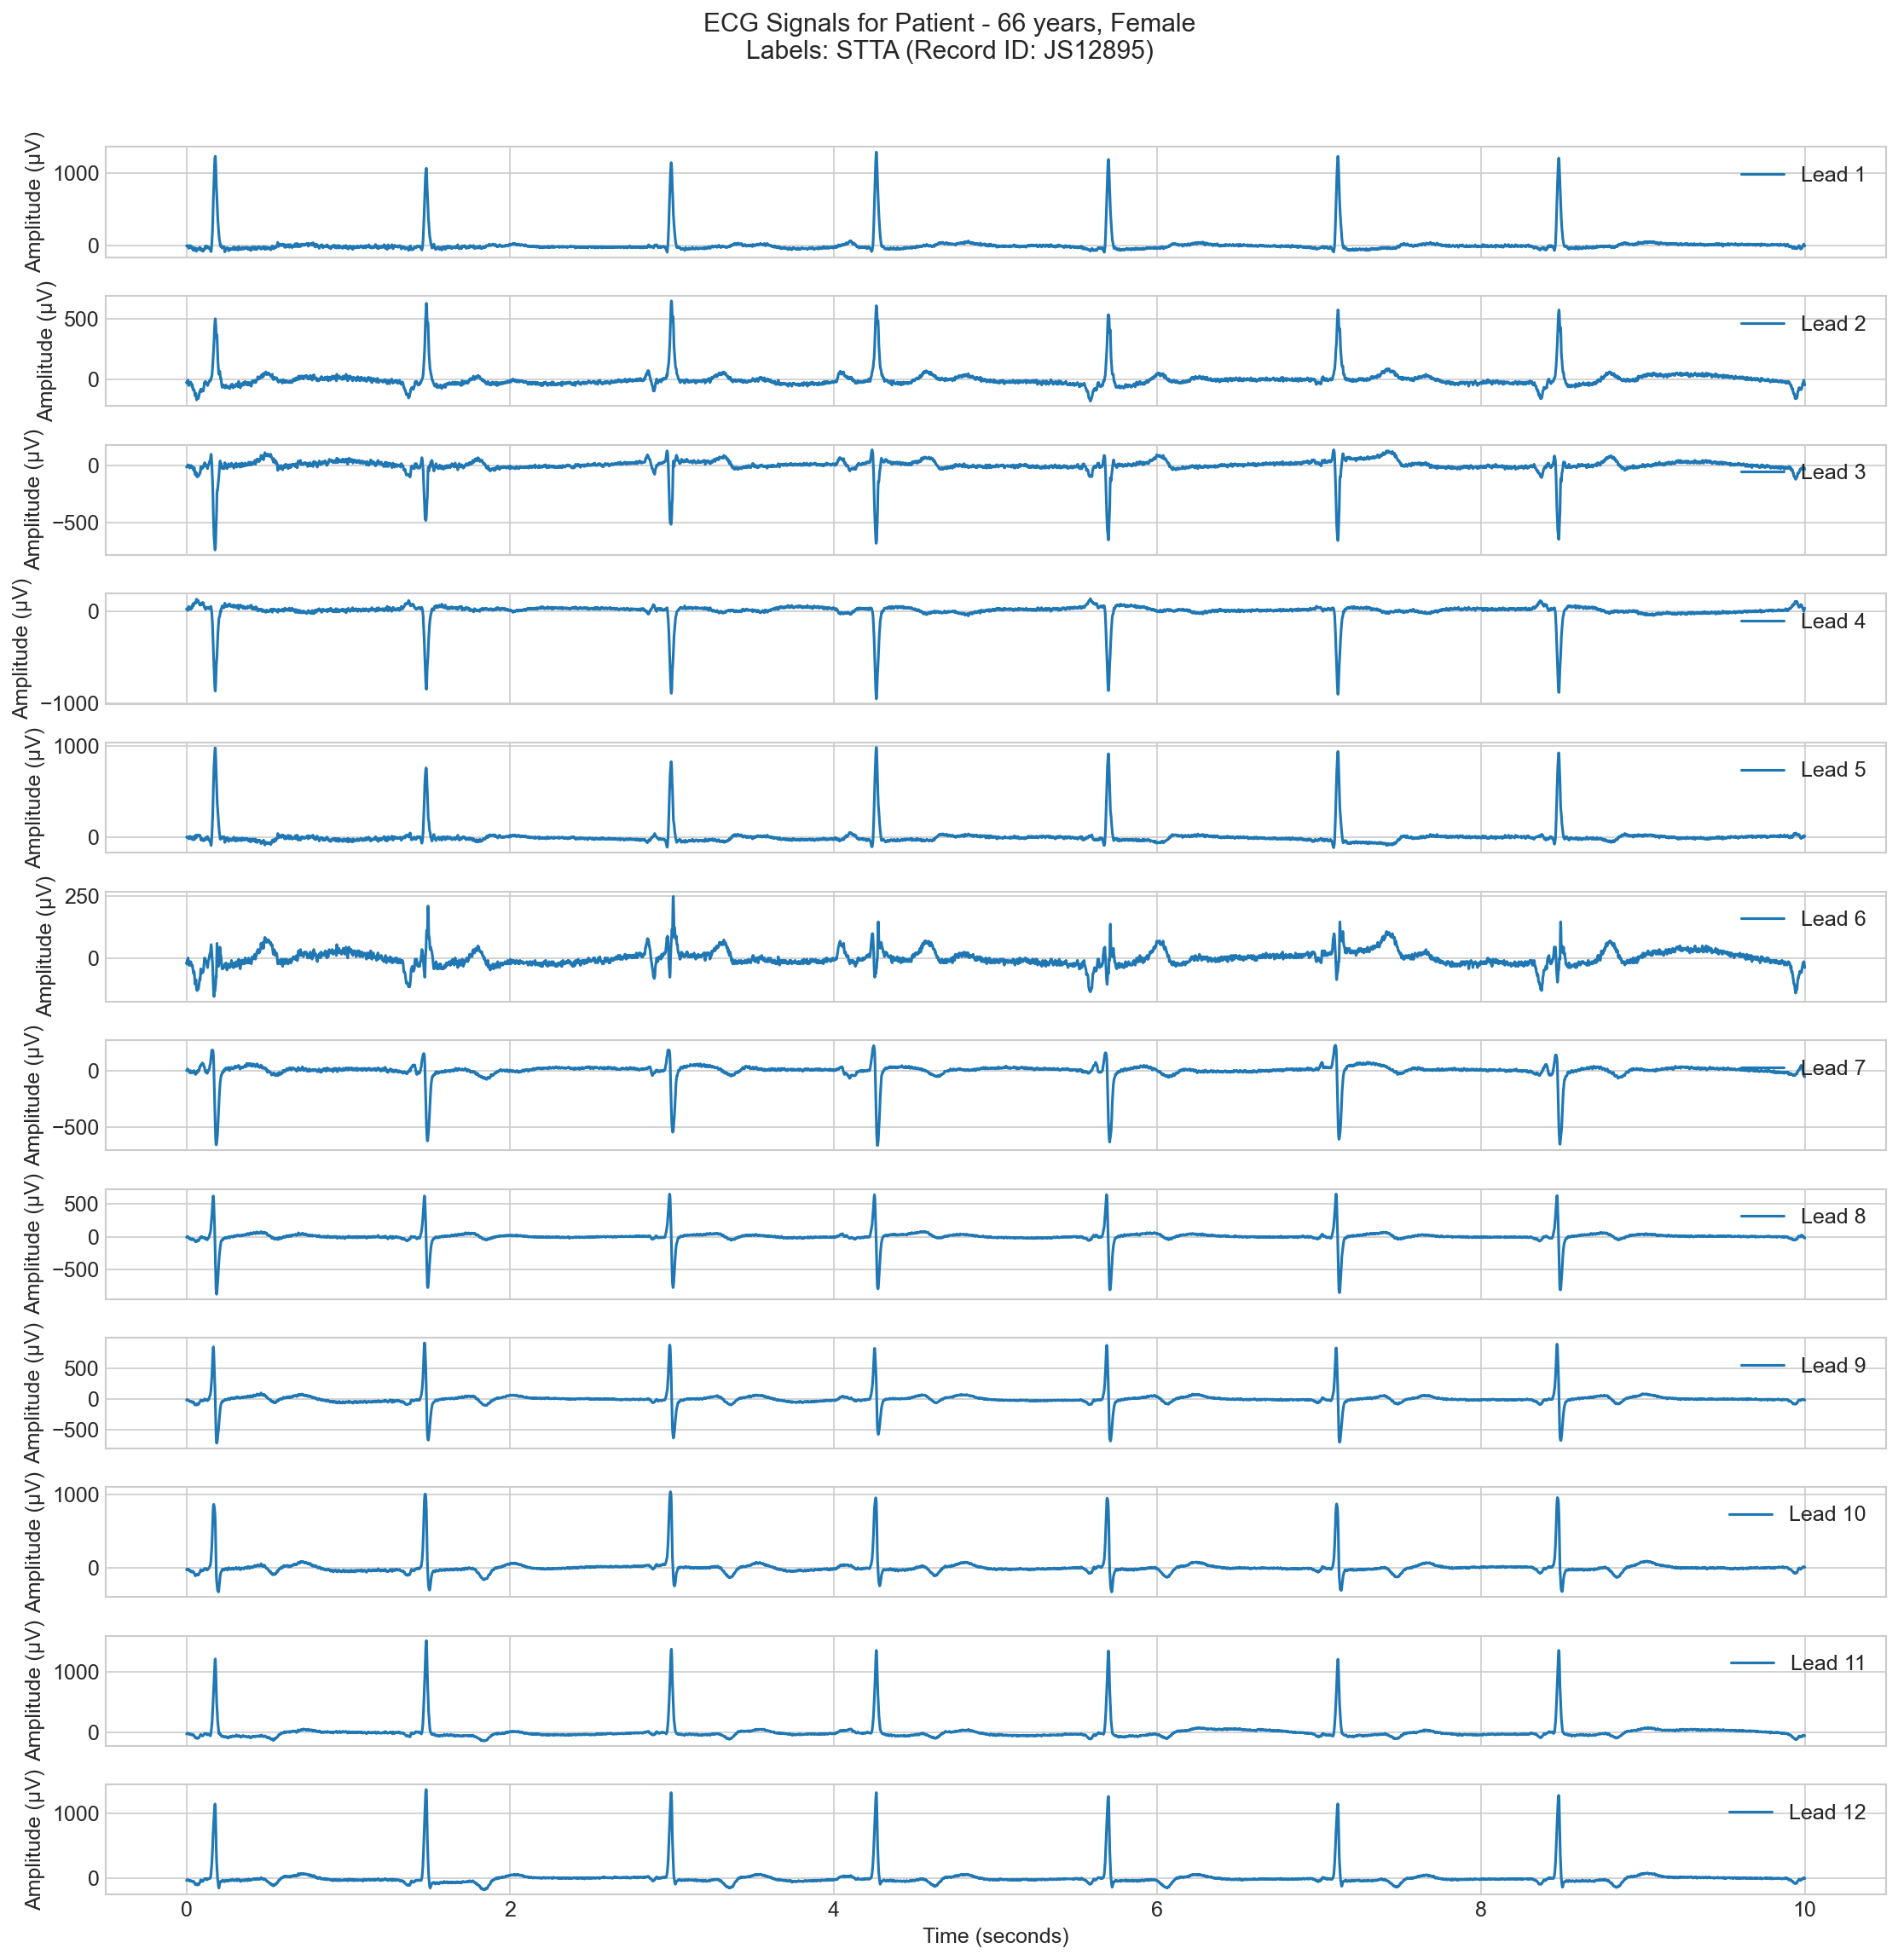 ECG Signals for Patient - 66 years, Female
Labels: STTA (Record ID: JS12895)
Amplitude (µV)
1000
0
Lead 1
Amplitude (µV)
500
0
Lead 2
Amplitude (µV)
0
−500
Lead 3
Amplitude (µV)
0
−1000
Lead 4
Amplitude (µV)
1000
0
Lead 5
Amplitude (µV)
250
0
Lead 6
Amplitude (µV)
0
−500
Lead 7
Amplitude (µV)
500
0
−500
Lead 8
Amplitude (µV)
500
0
−500
Lead 9
Amplitude (µV)
1000
0
Lead 10
Amplitude (µV)
1000
0
Lead 11
Amplitude (µV)
1000
0
Lead 12
0 2 4 6 8 10
Time (seconds)